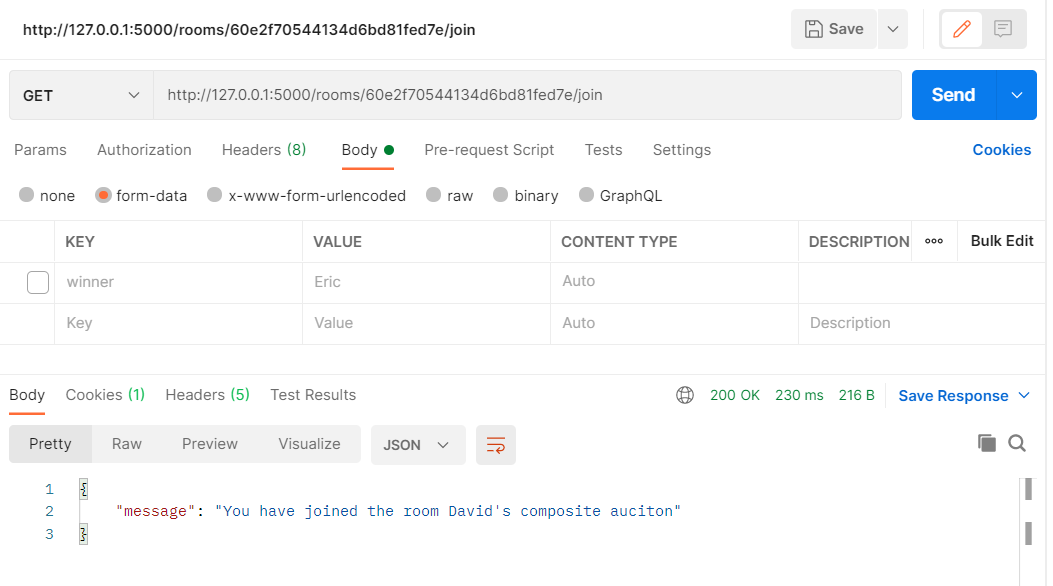 http://127.0.0.1:5000/rooms/60e2f70544134d6bd81fed7e/join Save
GET http://127.0.0.1:5000/rooms/60e2f70544134d6bd81fed7e/join Send
Params Authorization Headers (8) Body Pre-request Script Tests Settings Cookies
none form-data x-www-form-urlencoded raw binary GraphQL
KEY VALUE CONTENT TYPE DESCRIPTION Bulk Edit
winner Eric Auto
Key Value Auto Description
Body Cookies (1) Headers (5) Test Results 200 OK 230 ms 216 B Save Response
Pretty Raw Preview Visualize JSON
1 {
2 "message": "You have joined the room David's composite auciton"
3 }